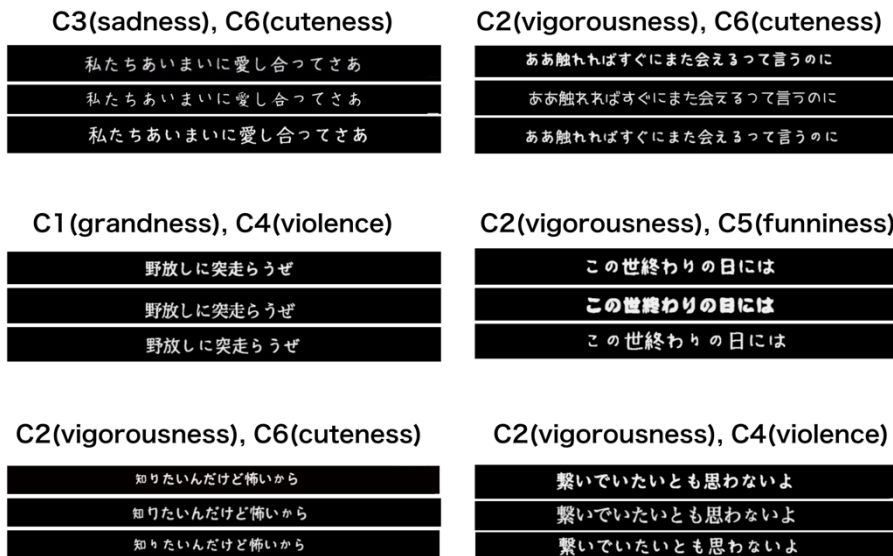 C3(sadness), C6(cuteness)
私たちあいまいに愛し合ってさあ
私たちあいまいに愛し合ってさあ
私たちあいまいに愛し合ってさあ
C2(vigorousness), C6(cuteness)
ああ触れればすぐにまた会えるって言うのに
ああ触れればすぐにまた会えるって言うのに
ああ触れればすぐにまた会えるって言うのに
C1(grandness), C4(violence)
野放しに突走らうぜ
野放しに突走らうぜ
野放しに突走らうぜ
C2(vigorousness), C5(funniness)
この世終わりの日には
この世終わりの日には
この世終わりの日には
C2(vigorousness), C6(cuteness)
知りたいんだけど怖いから
知りたいんだけど怖いから
知りたいんだけど怖いから
C2(vigorousness), C4(violence)
繋いでいたいとも思わないよ
繋いでいたいとも思わないよ
繋いでいたいとも思わないよ